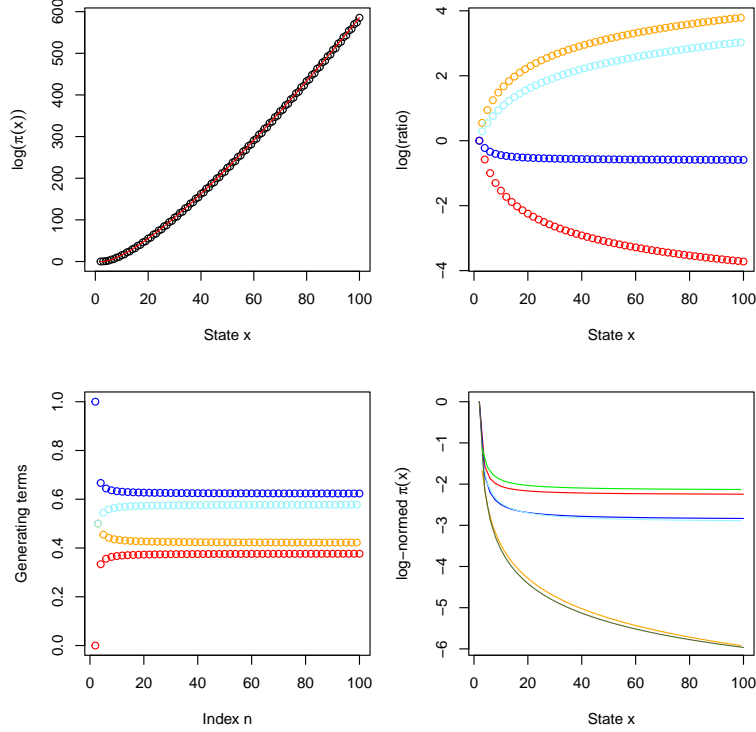 600
500
400
300
200
100
0
log(π(x))
0 20 40 60 80 100
State x
4
2
0
−2
−4
log(ratio)
0 20 40 60 80 100
State x
1.0
0.8
0.6
0.4
0.2
0.0
Generating terms
0 20 40 60 80 100
Index n
0
−1
−2
−3
−4
−5
−6
log−normed π(x)
0 20 40 60 80 100
State x